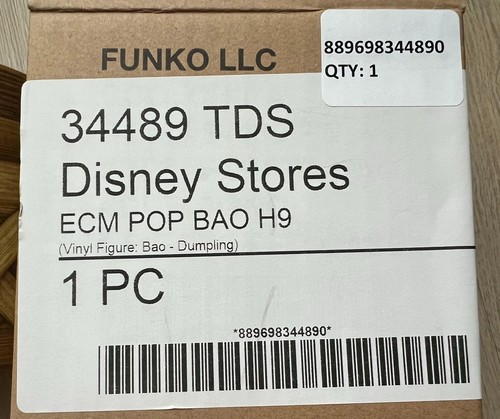 FUNKO LLC
889698344890
QTY: 1
34489 TDS
Disney Stores
ECM POP BAO H9
(Vinyl Figure: Bao - Dumpling)
1 PC
*889698344890*